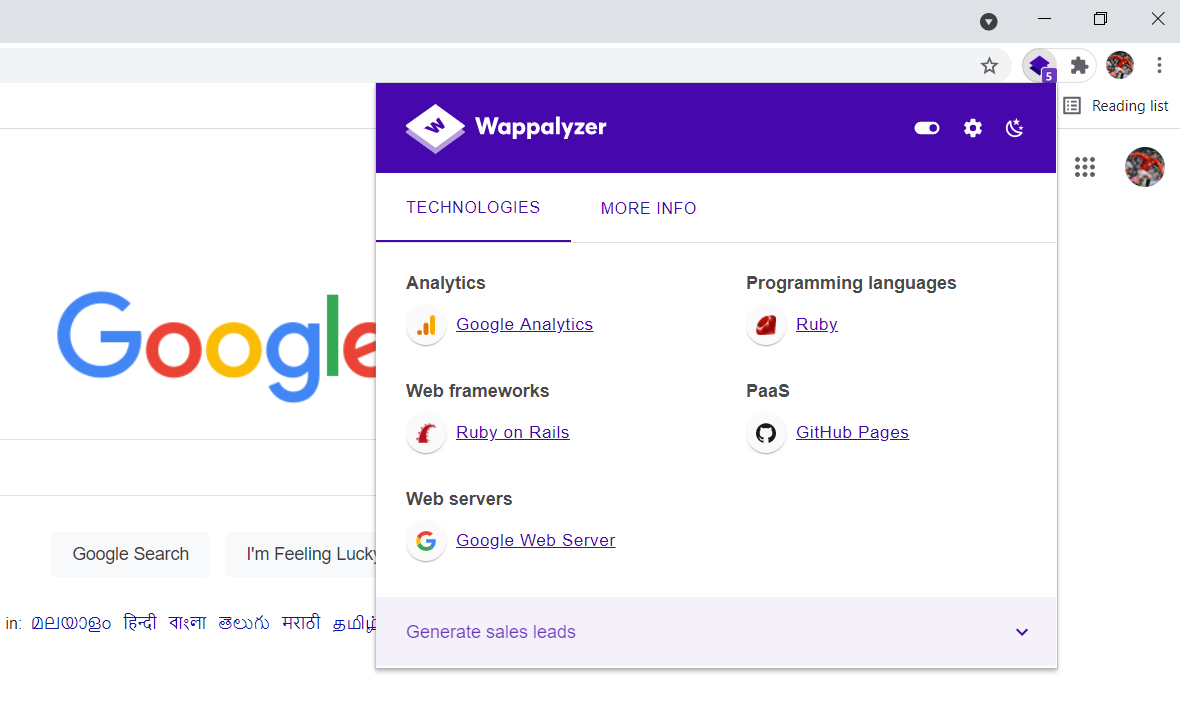 5
Reading list
W Wappalyzer
TECHNOLOGIES MORE INFO
Google
Analytics
Google Analytics
Programming languages
Ruby
Web frameworks
Ruby on Rails
PaaS
GitHub Pages
Web servers
Google Web Server
Google Search I'm Feeling Lucky
in: മലയാളം हिन्दी বাংলা తెలుగు मराठी தமிழ்
Generate sales leads